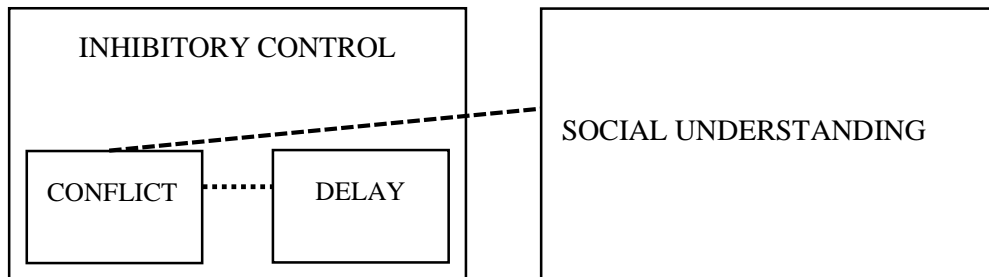 INHIBITORY CONTROL
SOCIAL UNDERSTANDING
CONFLICT
DELAY